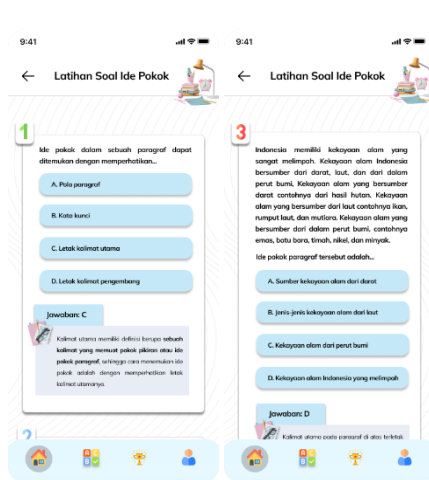 9:41
Latihan Soal Ide Pokok
1
Ide pokok dalam sebuah paragraf dapat
ditemukan dengan memperhatikan...
A. Pola paragraf
B. Kata kunci
C. Letak kalimat utama
D. Letak kalimat pengembang
Jawaban: C
Kalimat utama memiliki definisi berupa sebuah
kalimat yang memuat pokok pikiran atau ide
pokok paragraf, sehingga cara menemukan ide
pokok adalah dengan memperhatikan letak
kalimat utamanya.
2
9:41
Latihan Soal Ide Pokok
3
Indonesia memiliki kekayaan alam yang
sangat melimpah. Kekayaan alam Indonesia
bersumber dari darat, laut, dan dari dalam
perut bumi, Kekayaan alam yang bersumber
darat contohnya dari hasil hutan. Kekayaan
alam yang bersumber dari laut contohnya ikan,
rumput laut, dan mutiara. Kekayaan alam yang
bersumber dari dalam perut bumi, contohnya
emas, batu bara, timah, nikel, dan minyak.
Ide pokok paragraf tersebut adalah...
A. Sumber kekayaan alam dari darat
B. Jenis-jenis kekayaan alam dari laut
C. Kekayaan alam dari perut bumi
D. Kekayaan alam Indonesia yang melimpah
Jawaban: D
Kalimat utama pada paragraf di atas terletak